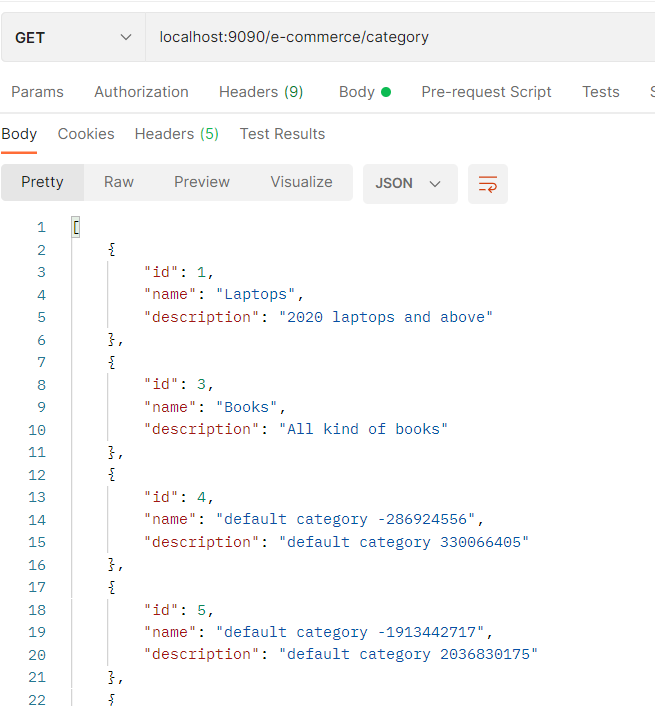 GET localhost:9090/e-commerce/category
Params Authorization Headers (9) Body Pre-request Script Tests S
Body Cookies Headers (5) Test Results
Pretty Raw Preview Visualize JSON
1 [
2 {
3 "id": 1,
4 "name": "Laptops",
5 "description": "2020 laptops and above"
6 },
7 {
8 "id": 3,
9 "name": "Books",
10 "description": "All kind of books"
11 },
12 {
13 "id": 4,
14 "name": "default category -286924556",
15 "description": "default category 330066405"
16 },
17 {
18 "id": 5,
19 "name": "default category -1913442717",
20 "description": "default category 2036830175"
21 },
22 {